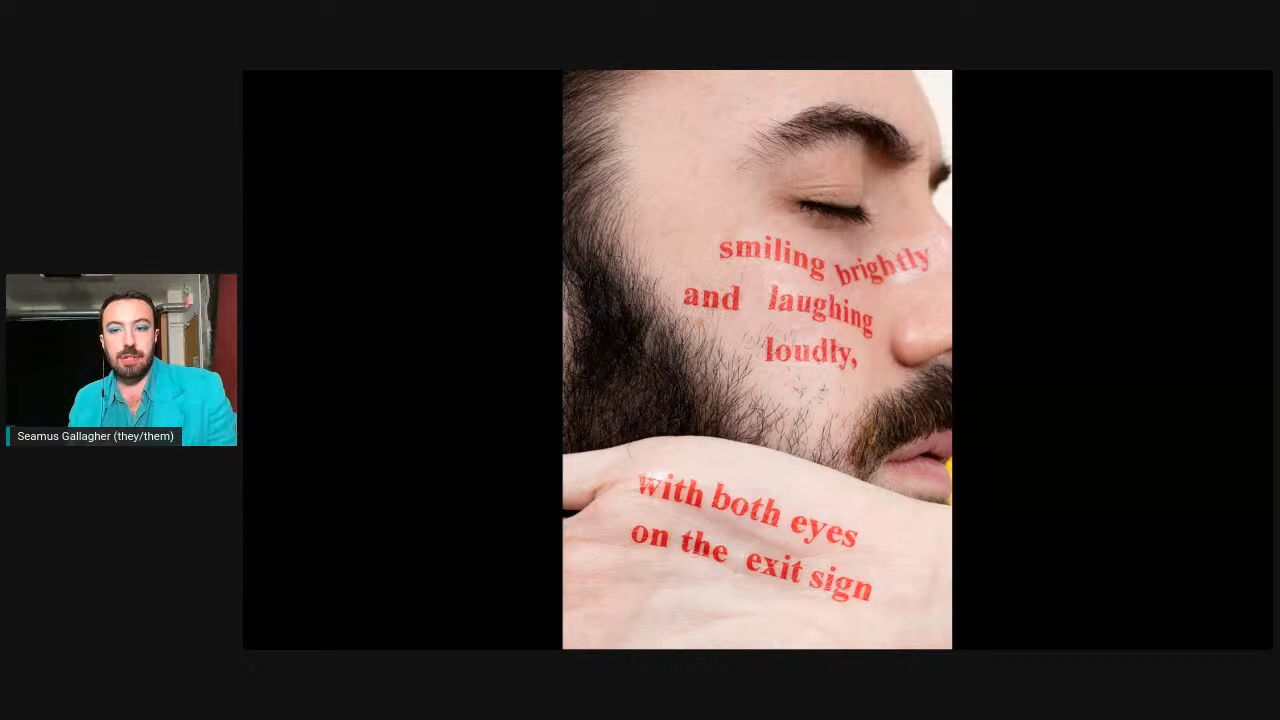 smiling brightly
and laughing
loudly,
with both eyes
on the exit sign
Seamus Gallagher (they/them)